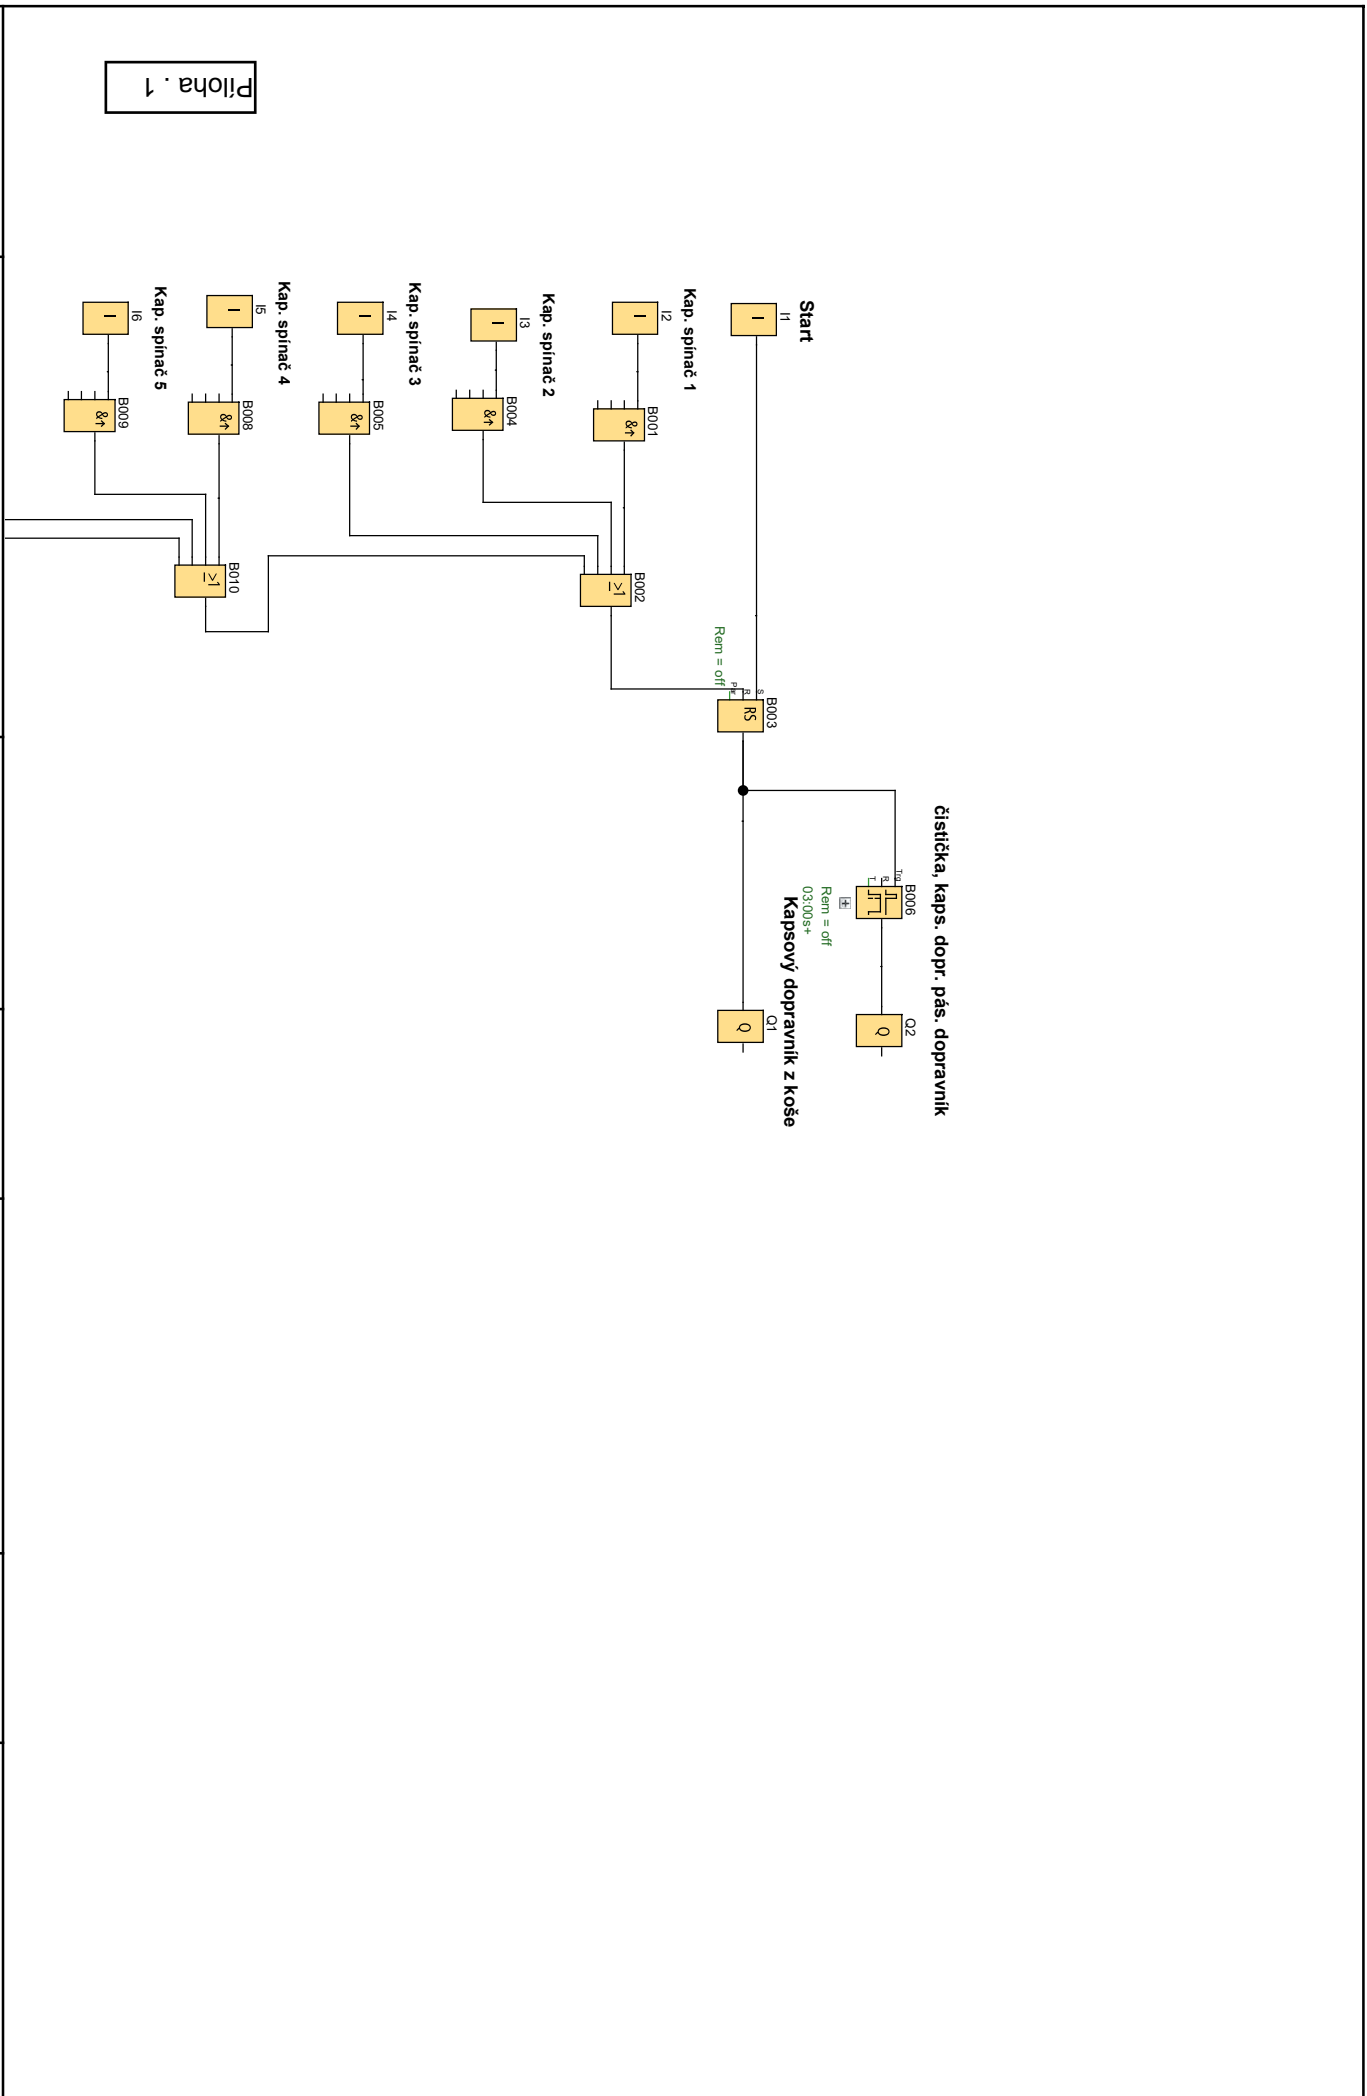 Píloha . 1
čistička, kaps. dopr. pás. dopravník
B006
Trg
R
T
Q2
Q
Rem = off
03:00s+
Kapsový dopravník z koše
Start
I1
I
B003
S
R
Par
RS
Rem = off
Q1
Q
Kap. spínač 1
I2
I
B001
&↑
B002
≥1
Kap. spínač 2
I3
I
B004
&↑
Kap. spínač 3
I4
I
B005
&↑
Kap. spínač 4
I5
I
B008
&↑
B010
≥1
Kap. spínač 5
I6
I
B009
&↑